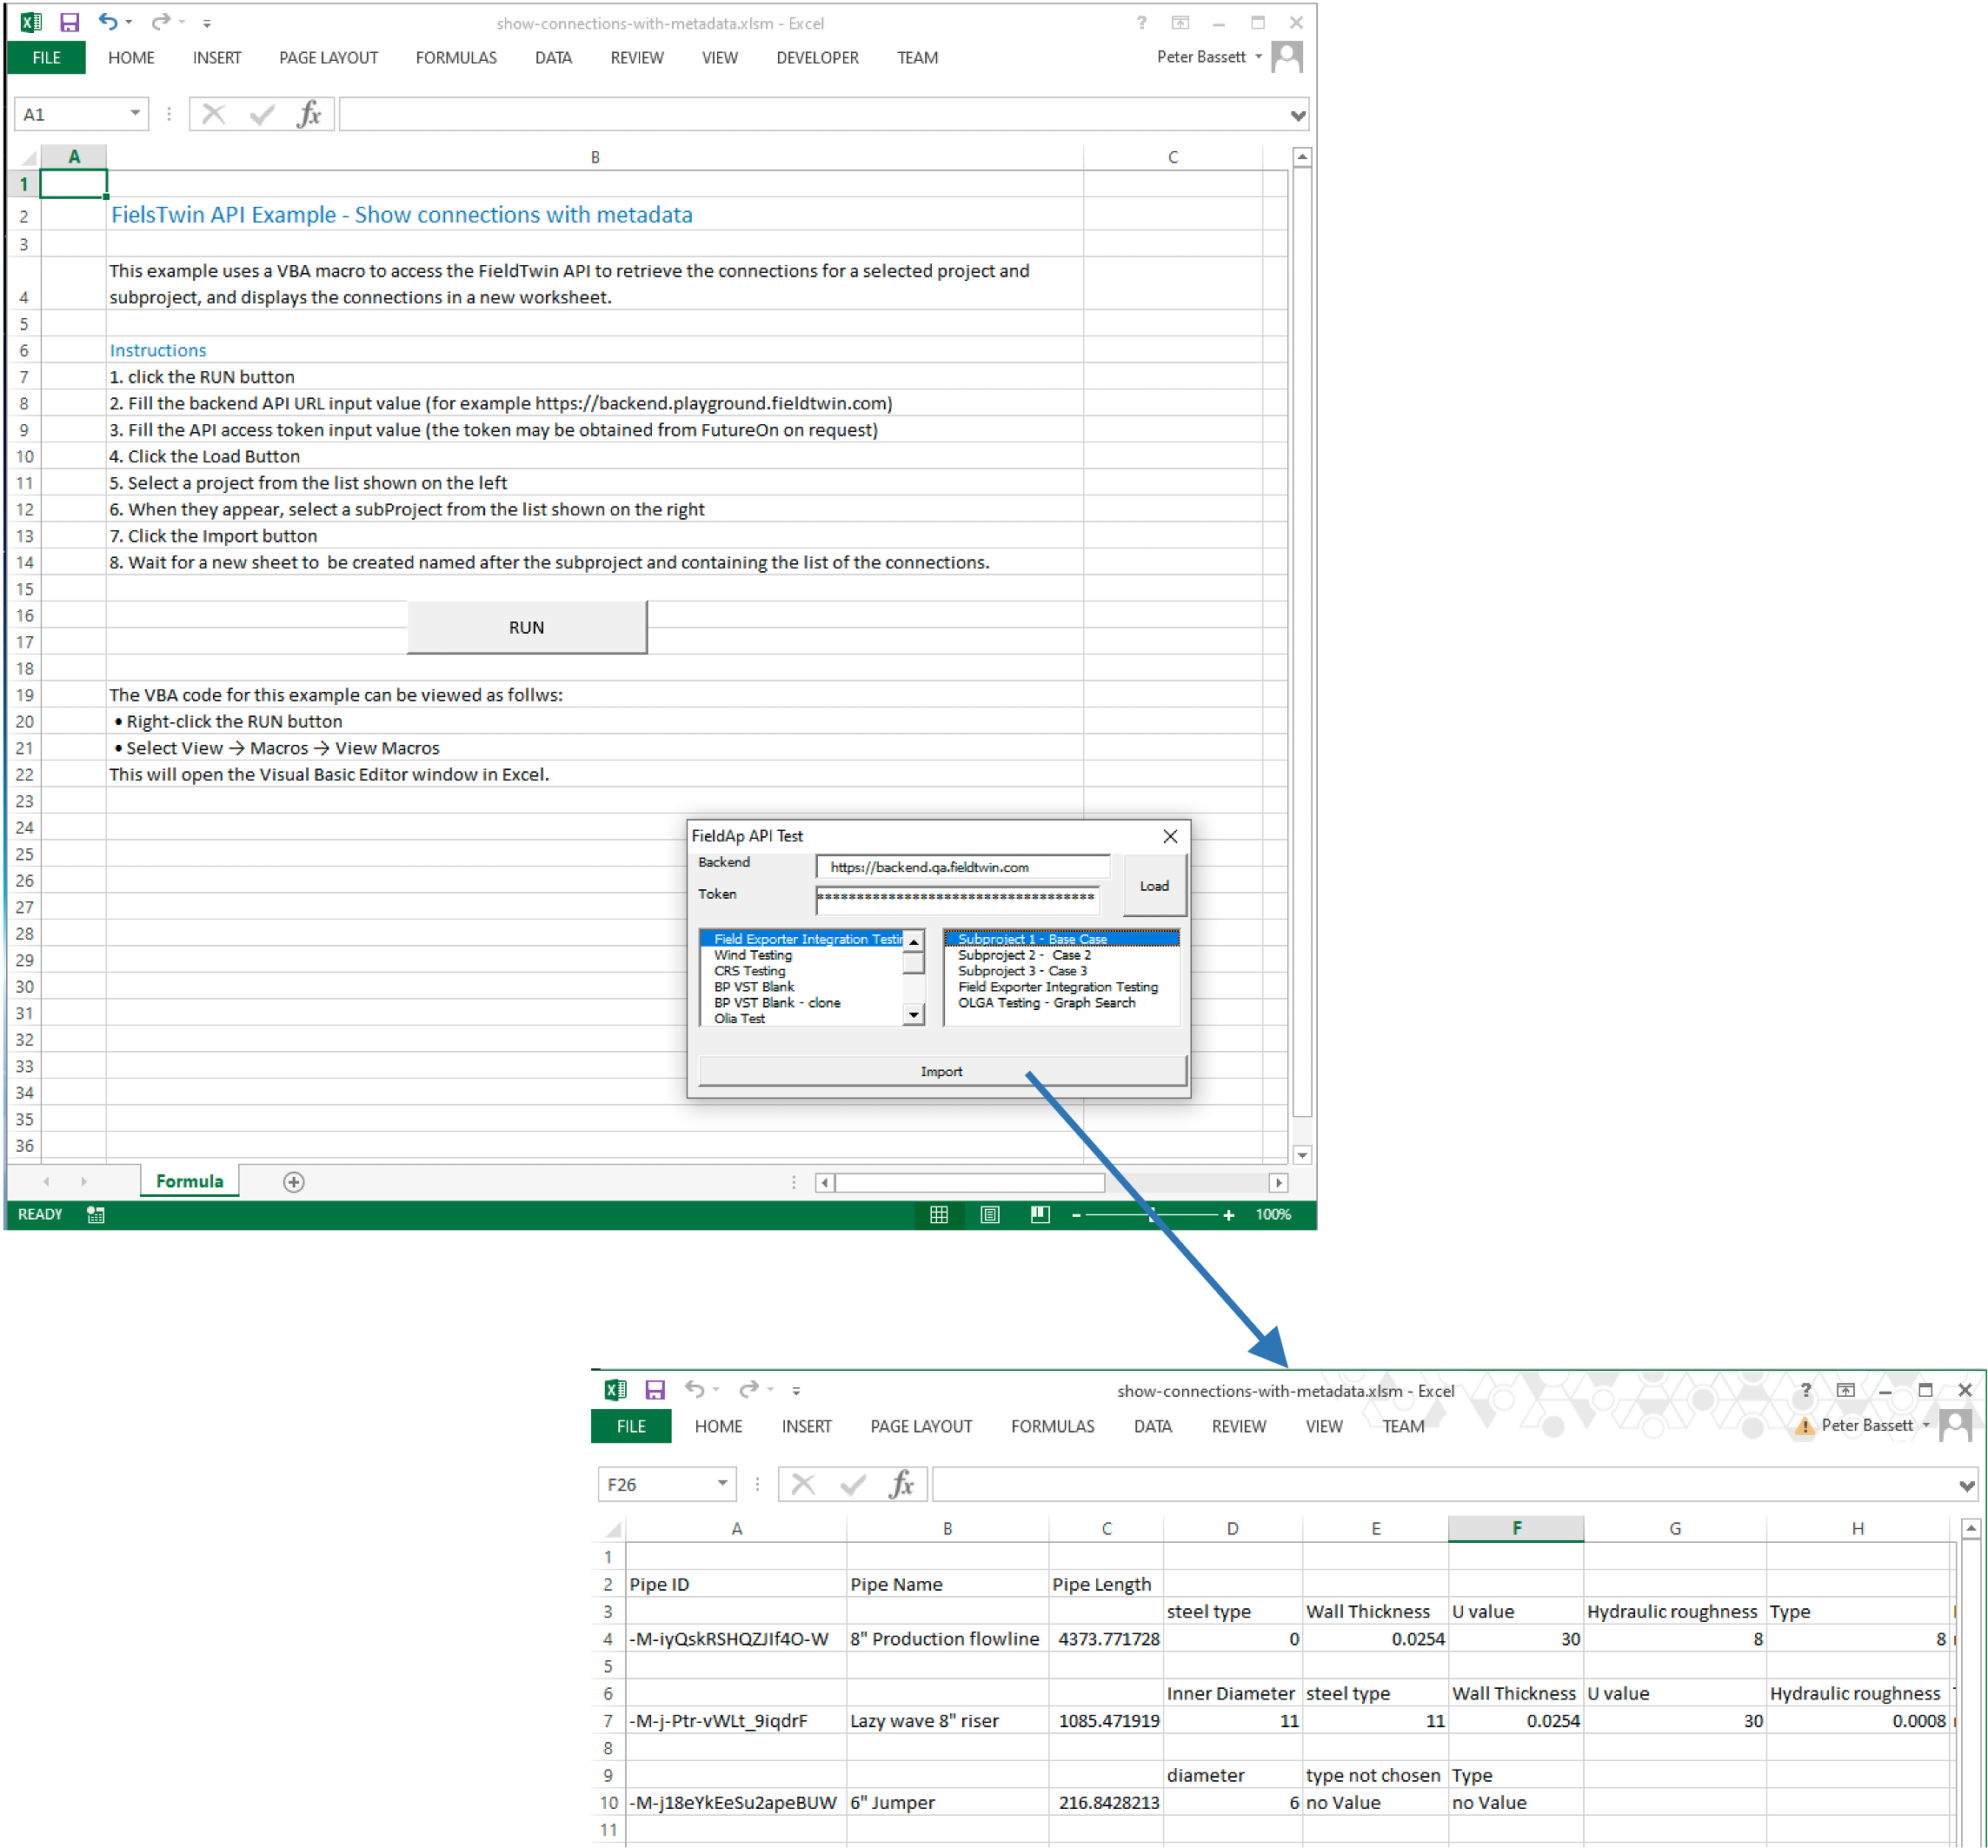 show-connections-with-metadata.xlsm - Excel
FILE HOME INSERT PAGE LAYOUT FORMULAS DATA REVIEW VIEW DEVELOPER TEAM Peter Bassett
A1 fx
A B C
1
2 FielsTwin API Example - Show connections with metadata
3
This example uses a VBA macro to access the FieldTwin API to retrieve the connections for a selected project and
4 subproject, and displays the connections in a new worksheet.
5
6 Instructions
7 1. click the RUN button
8 2. Fill the backend API URL input value (for example https://backend.playground.fieldtwin.com)
9 3. Fill the API access token input value (the token may be obtained from FutureOn on request)
10 4. Click the Load Button
11 5. Select a project from the list shown on the left
12 6. When they appear, select a subProject from the list shown on the right
13 7. Click the Import button
14 8. Wait for a new sheet to  be created named after the subproject and containing the list of the connections.
15
16
RUN
17
18
19 The VBA code for this example can be viewed as follws:
20 • Right-click the RUN button
21 • Select View → Macros → View Macros
22 This will open the Visual Basic Editor window in Excel.
23
24
25
26
27
28
29
30
31
32
33
34
35
36
FieldAp API Test
Backend https://backend.qa.fieldtwin.com
Load
Token ***********************************
Field Exporter Integration Testin Subproject 1 - Base Case
Wind Testing Subproject 2 -  Case 2
CRS Testing Subproject 3 - Case 3
BP VST Blank Field Exporter Integration Testing
BP VST Blank - clone OLGA Testing - Graph Search
Olia Test
Import
Formula
READY 100%
show-connections-with-metadata.xlsm - Excel
FILE HOME INSERT PAGE LAYOUT FORMULAS DATA REVIEW VIEW TEAM Peter Bassett
F26 fx
A B C D E F G H
1
2 Pipe ID Pipe Name Pipe Length
3 steel type Wall Thickness U value Hydraulic roughness Type
4 -M-iyQskRSHQZJIf4O-W 8" Production flowline 4373.771728 0 0.0254 30 8 8
5
6 Inner Diameter steel type Wall Thickness U value Hydraulic roughness
7 -M-j-Ptr-vWLt_9iqdrF Lazy wave 8" riser 1085.471919 11 11 0.0254 30 0.0008
8
9 diameter type not chosen Type
10 -M-j18eYkEeSu2apeBUW 6" Jumper 216.8428213 6 no Value no Value
11